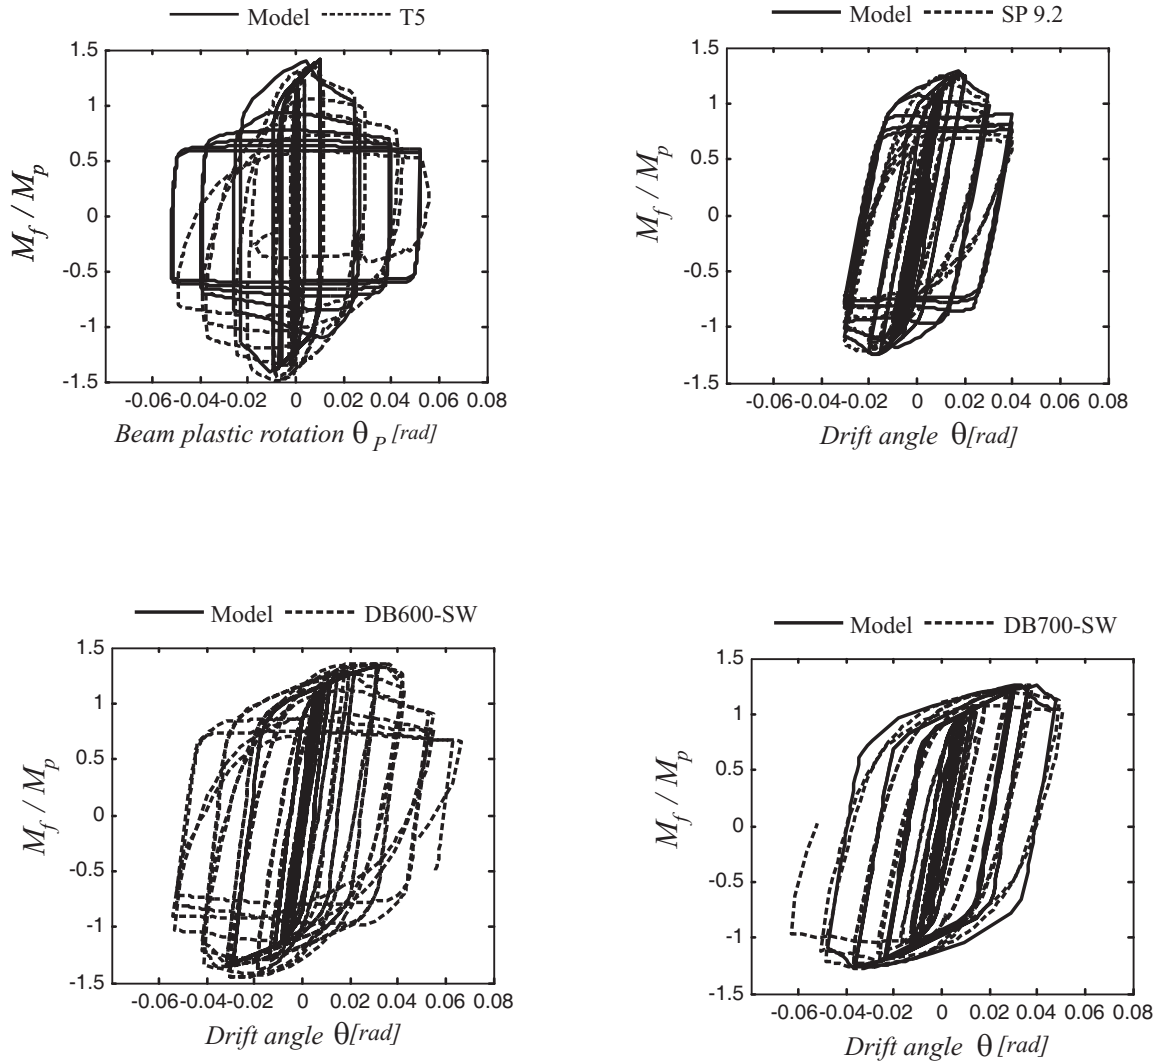 Model T5
1.5
1
0.5
0
-0.5
-1
-1.5
M_f / M_p
-0.06 -0.04 -0.02 0 0.02 0.04 0.06 0.08
Beam plastic rotation θ_P [rad]
Model SP 9.2
1.5
1
0.5
0
-0.5
-1
-1.5
M_f / M_p
-0.06 -0.04 -0.02 0 0.02 0.04 0.06 0.08
Drift angle θ [rad]
Model DB600-SW
1.5
1
0.5
0
-0.5
-1
-1.5
M_f / M_p
-0.06 -0.04 -0.02 0 0.02 0.04 0.06 0.08
Drift angle θ [rad]
Model DB700-SW
1.5
1
0.5
0
-0.5
-1
-1.5
M_f / M_p
-0.06 -0.04 -0.02 0 0.02 0.04 0.06 0.08
Drift angle θ [rad]